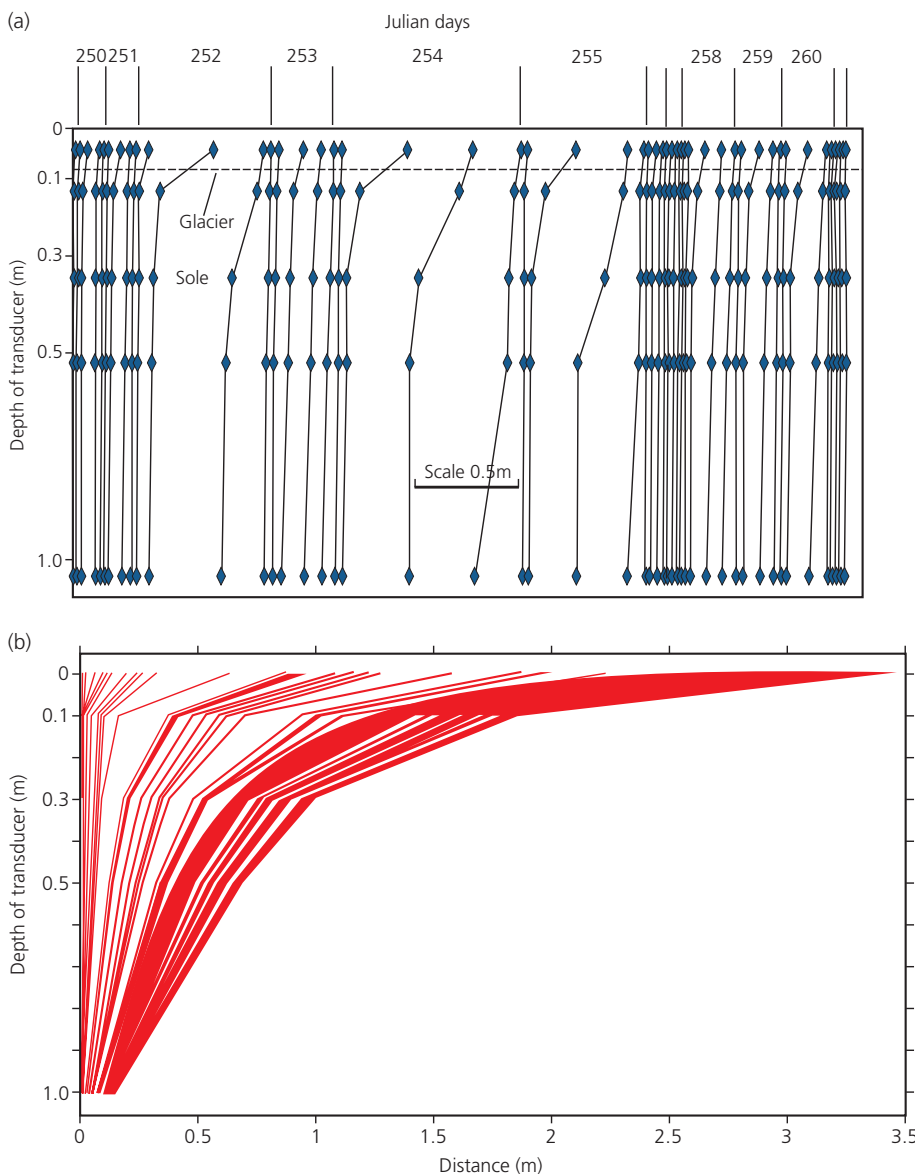 (a)
Julian days
250 251 252 253 254 255 258 259 260
0
0.1
Glacier
0.3
Sole
0.5
Scale 0.5m
1.0
Depth of transducer (m)
(b)
0
0.1
0.3
0.5
1.0
Depth of transducer (m)
0 0.5 1 1.5 2 2.5 3 3.5
Distance (m)